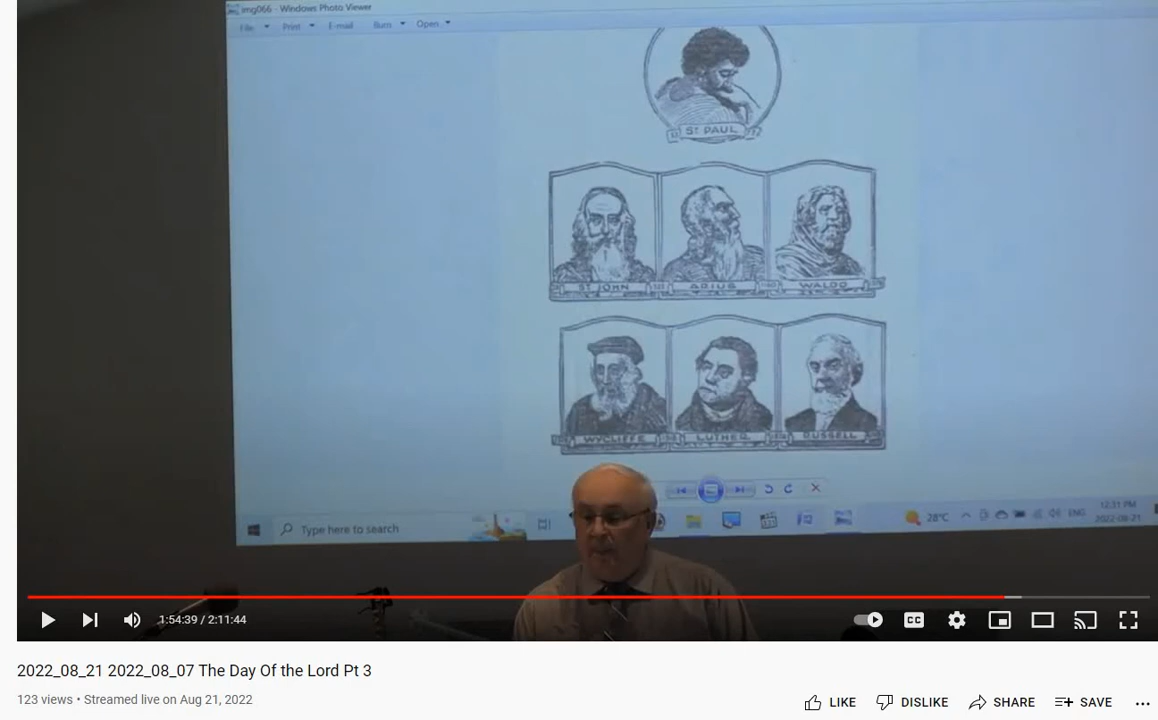 img066 - Windows Photo Viewer
File Print E-mail Burn Open
ST PAUL
ST JOHN ARIUS WALDO
WYCLIFFE LUTHER RUSSELL
Type here to search
28°C
ENG
12:31 PM
2022-08-21
1:54:39 / 2:11:44
CC
2022_08_21 2022_08_07 The Day Of the Lord Pt 3
123 views • Streamed live on Aug 21, 2022
LIKE DISLIKE SHARE SAVE